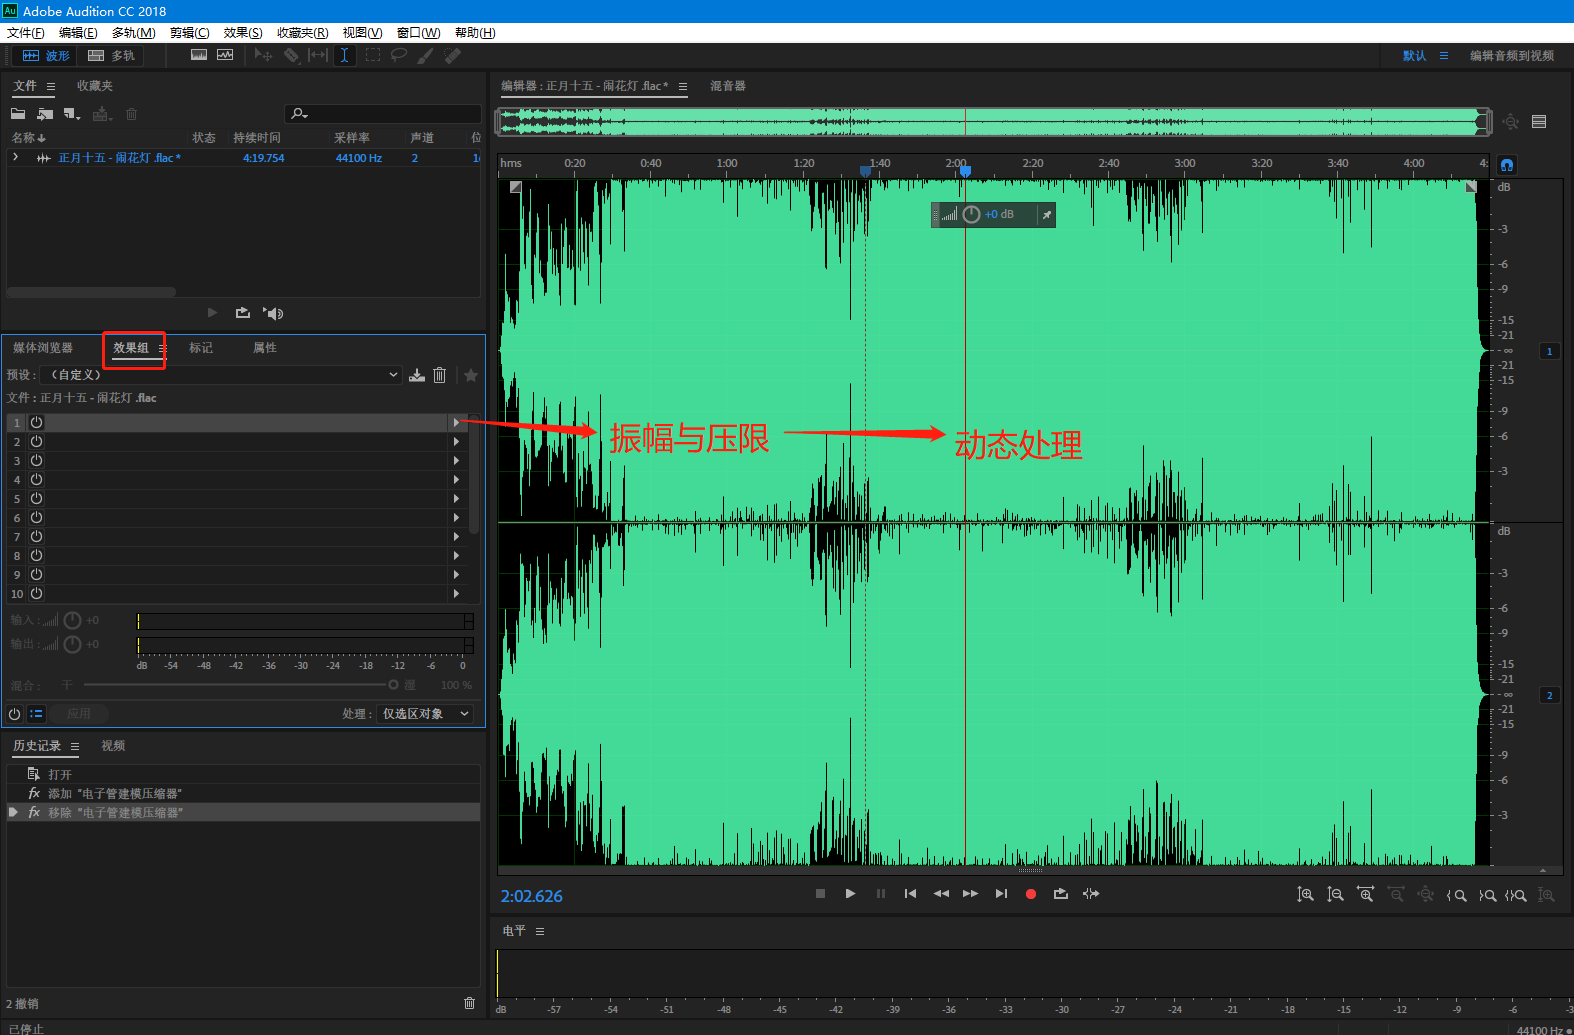 Au Adobe Audition CC 2018
文件(F) 编辑(E) 多轨(M) 剪辑(C) 效果(S) 收藏夹(R) 视图(V) 窗口(W) 帮助(H)
波形 多轨 默认 编辑音频到视频
文件 收藏夹
名称 状态 持续时间 采样率 声道 位
正月十五 - 闹花灯 .flac * 4:19.754 44100 Hz 2
编辑器 : 正月十五 - 闹花灯 .flac * 混音器
hms 0:20 0:40 1:00 1:20 1:40 2:00 2:20 2:40 3:00 3:20 3:40 4:00 4:
+0 dB
dB
-3
-6
-9
-15
-21
-∞
-21
-15
-9
-6
-3
1
dB
-3
-6
-9
-15
-21
-∞
-21
-15
-9
-6
-3
2
媒体浏览器 效果组 标记 属性
预设 : （自定义）
文件 : 正月十五 - 闹花灯 .flac
1
2
3
4
5
6
7
8
9
10
振幅与压限 动态处理
输入 : +0
输出 : +0
dB -54 -48 -42 -36 -30 -24 -18 -12 -6 0
混合 : 干 湿 100 %
应用 处理 : 仅选区对象
历史记录 视频
打开
fx 添加 "电子管建模压缩器"
fx 移除 "电子管建模压缩器"
2 撤销
已停止
2:02.626
电平
dB -57 -54 -51 -48 -45 -42 -39 -36 -33 -30 -27 -24 -21 -18 -15 -12 -9 -6 -3
44100 Hz